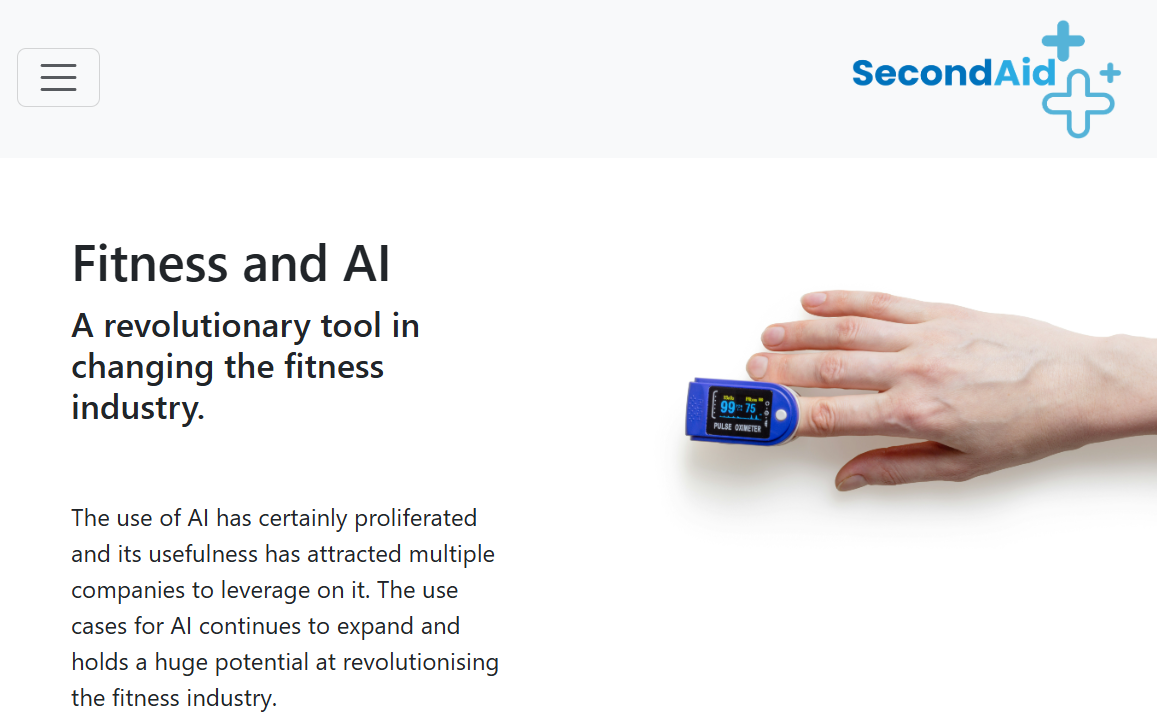 SecondAid
Fitness and AI
A revolutionary tool in
changing the fitness
industry.
99 75
PULSE OXIMETER
The use of AI has certainly proliferated
and its usefulness has attracted multiple
companies to leverage on it. The use
cases for AI continues to expand and
holds a huge potential at revolutionising
the fitness industry.